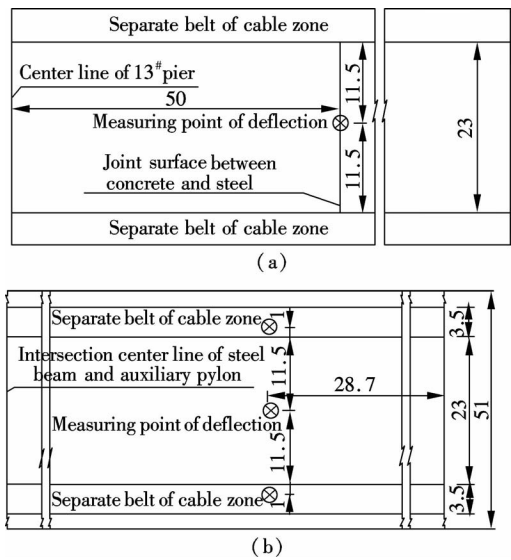 Separate belt of cable zone
Center line of 13#pier
50
11.5
Measuring point of deflection
23
Joint surface between
concrete and steel
11.5
Separate belt of cable zone
(a)
Separate belt of cable zone
1
3.5
Intersection center line of steel
beam and auxiliary pylon
11.5
28.7
Measuring point of deflection
23
51
11.5
Separate belt of cable zone
1
3.5
(b)